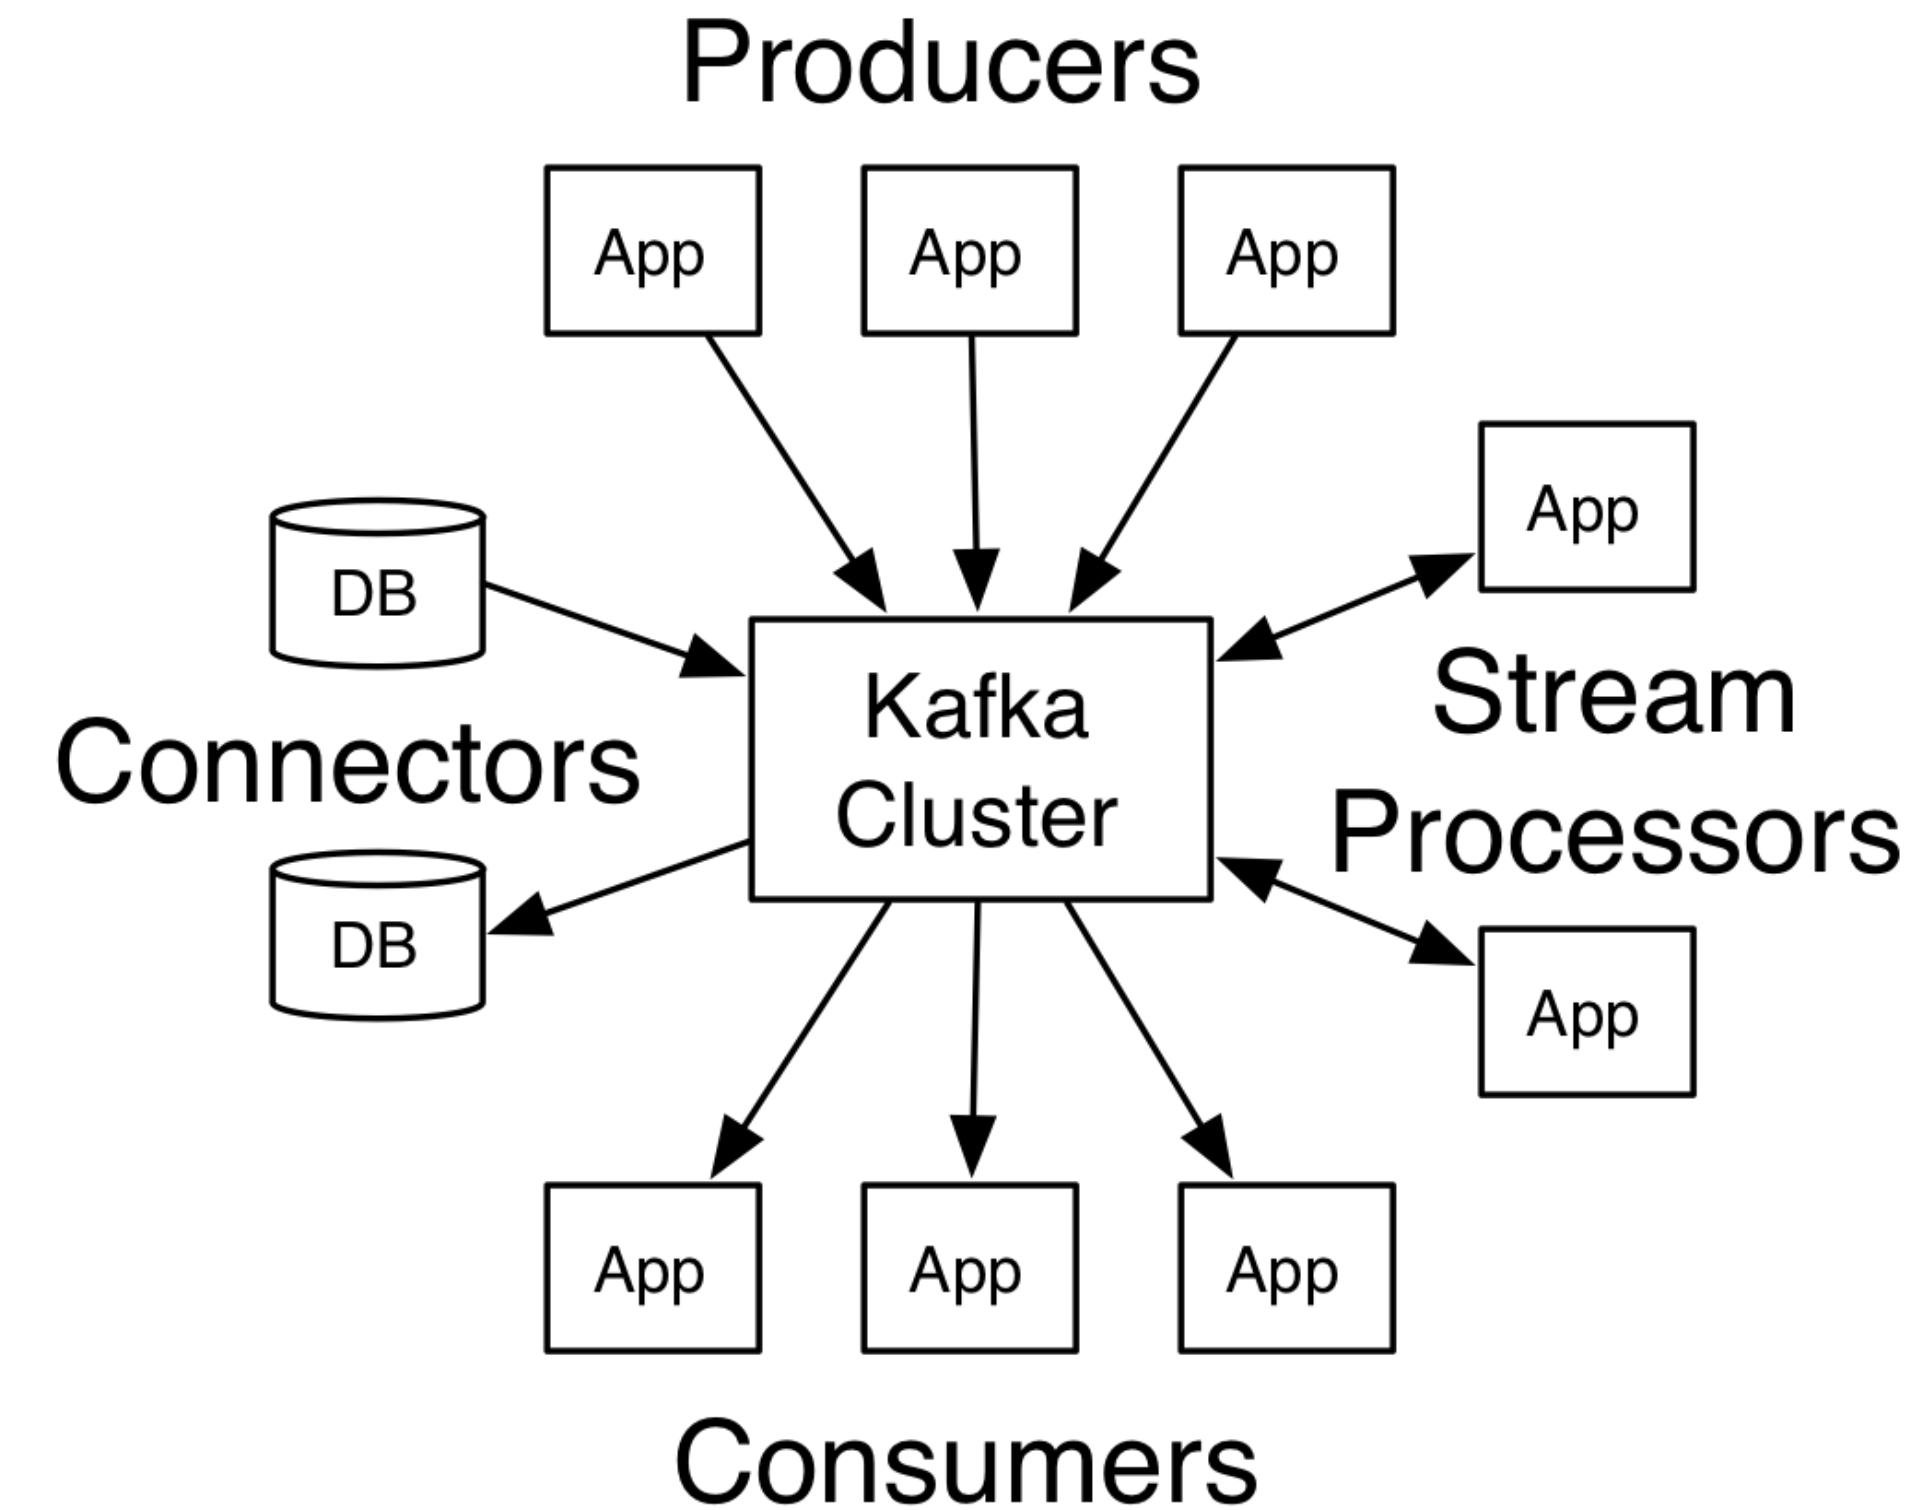 Producers
App
App
App
App
DB
Stream
Kafka
Connectors
Cluster
Processors
DB
App
App
App
App
Consumers